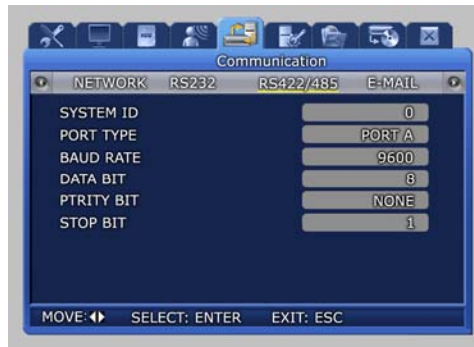 Communication
NETWORK RS232 RS422/485 E-MAIL
SYSTEM ID 0
PORT TYPE PORT A
BAUD RATE 9600
DATA BIT 8
PTRITY BIT NONE
STOP BIT 1
MOVE: SELECT: ENTER EXIT: ESC